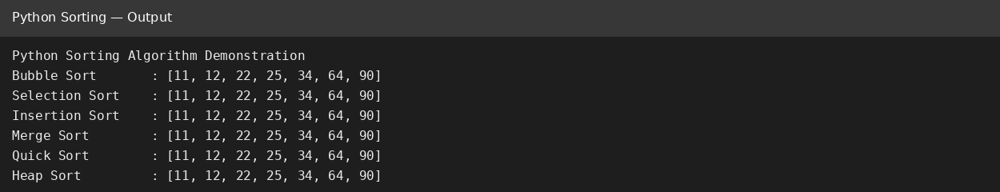 Python Sorting — Output
Python Sorting Algorithm Demonstration
Bubble Sort       : [11, 12, 22, 25, 34, 64, 90]
Selection Sort    : [11, 12, 22, 25, 34, 64, 90]
Insertion Sort    : [11, 12, 22, 25, 34, 64, 90]
Merge Sort        : [11, 12, 22, 25, 34, 64, 90]
Quick Sort        : [11, 12, 22, 25, 34, 64, 90]
Heap Sort         : [11, 12, 22, 25, 34, 64, 90]